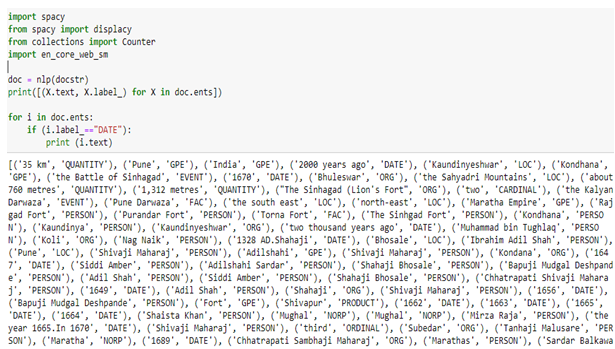 import spacy
from spacy import displacy
from collections import Counter
import en_core_web_sm
doc = nlp(docstr)
print([(X.text, X.label_) for X in doc.ents])
for i in doc.ents:
    if (i.label_=="DATE"):
        print (i.text)
[('35 km', 'QUANTITY'), ('Pune', 'GPE'), ('India', 'GPE'), ('2000 years ago', 'DATE'), ('Kaundinyeshwar', 'LOC'), ('Kondhana',
'GPE'), ('the Battle of Sinhagad', 'EVENT'), ('1670', 'DATE'), ('Bhuleswar', 'ORG'), ('the Sahyadri Mountains', 'LOC'), ('about
760 metres', 'QUANTITY'), ('1,312 metres', 'QUANTITY'), ("The Sinhagad (Lion's Fort", 'ORG'), ('two', 'CARDINAL'), ('the Kalyan
Darwaza', 'EVENT'), ('Pune Darwaza', 'FAC'), ('the south east', 'LOC'), ('north-east', 'LOC'), ('Maratha Empire', 'GPE'), ('Raj
gad Fort', 'PERSON'), ('Purandar Fort', 'PERSON'), ('Torna Fort', 'FAC'), ('The Sinhgad Fort', 'PERSON'), ('Kondhana', 'PERSO
N'), ('Kaundinya', 'PERSON'), ('Kaundinyeshwar', 'ORG'), ('two thousand years ago', 'DATE'), ('Muhammad bin Tughlaq', 'PERSO
N'), ('Koli', 'ORG'), ('Nag Naik', 'PERSON'), ('1328 AD.Shahaji', 'DATE'), ('Bhosale', 'LOC'), ('Ibrahim Adil Shah', 'PERSON'),
('Pune', 'LOC'), ('Shivaji Maharaj', 'PERSON'), ('Adilshahi', 'GPE'), ('Shivaji Maharaj', 'PERSON'), ('Kondana', 'ORG'), ('164
7', 'DATE'), ('Siddi Amber', 'PERSON'), ('Adilshahi Sardar', 'PERSON'), ('Shahaji Bhosale', 'PERSON'), ('Bapuji Mudgal Deshpand
e', 'PERSON'), ('Adil Shah', 'PERSON'), ('Siddi Amber', 'PERSON'), ('Shahaji Bhosale', 'PERSON'), ('Chhatrapati Shivaji Mahara
j', 'PERSON'), ('1649', 'DATE'), ('Adil Shah', 'PERSON'), ('Shahaji', 'ORG'), ('Shivaji Maharaj', 'PERSON'), ('1656', 'DATE'),
('Bapuji Mudgal Deshpande', 'PERSON'), ('Fort', 'GPE'), ('Shivapur', 'PRODUCT'), ('1662', 'DATE'), ('1663', 'DATE'), ('1665',
'DATE'), ('1664', 'DATE'), ('Shaista Khan', 'PERSON'), ('Mughal', 'NORP'), ('Mughal', 'NORP'), ('Mirza Raja', 'PERSON'), ('the
year 1665.In 1670', 'DATE'), ('Shivaji Maharaj', 'PERSON'), ('third', 'ORDINAL'), ('Subedar', 'ORG'), ('Tanhaji Malusare', 'PER
SON'), ('Maratha', 'NORP'), ('1689', 'DATE'), ('Chhatrapati Sambhaji Maharaj', 'ORG'), ('Marathas', 'PERSON'), ('Sardar Balkawa